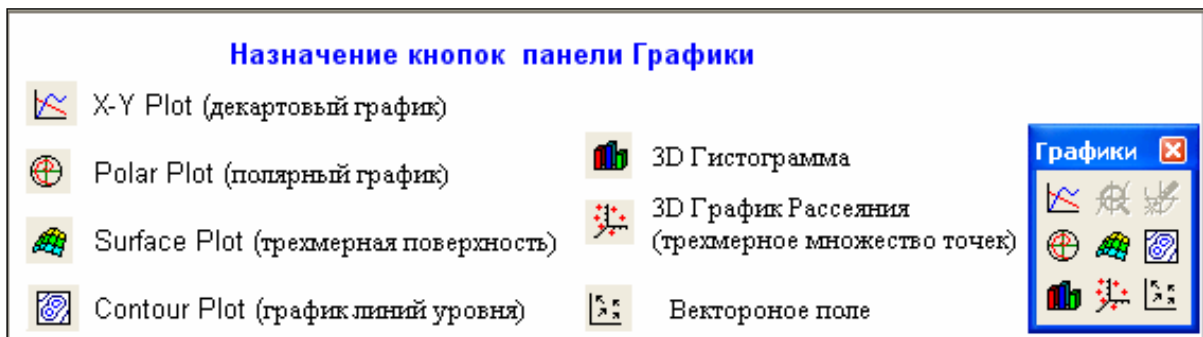 Назначение кнопок панели Графики
X-Y Plot (декартовый график)
Polar Plot (полярный график)
Surface Plot (трехмерная поверхность)
Contour Plot (график линий уровня)
3D Гистограмма
3D График Рассеяния
(трехмерное множество точек)
Вектороное поле
Графики